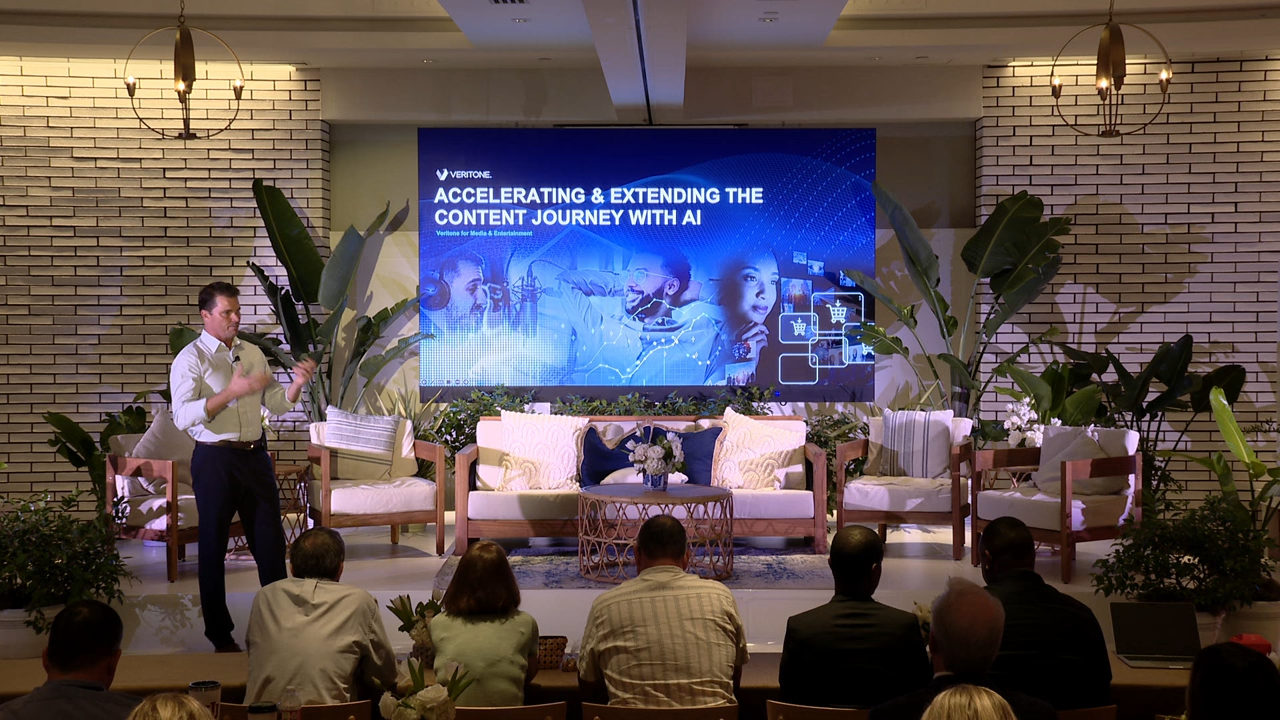 VERITONE.
ACCELERATING & EXTENDING THE
CONTENT JOURNEY WITH AI
Veritone for Media & Entertainment